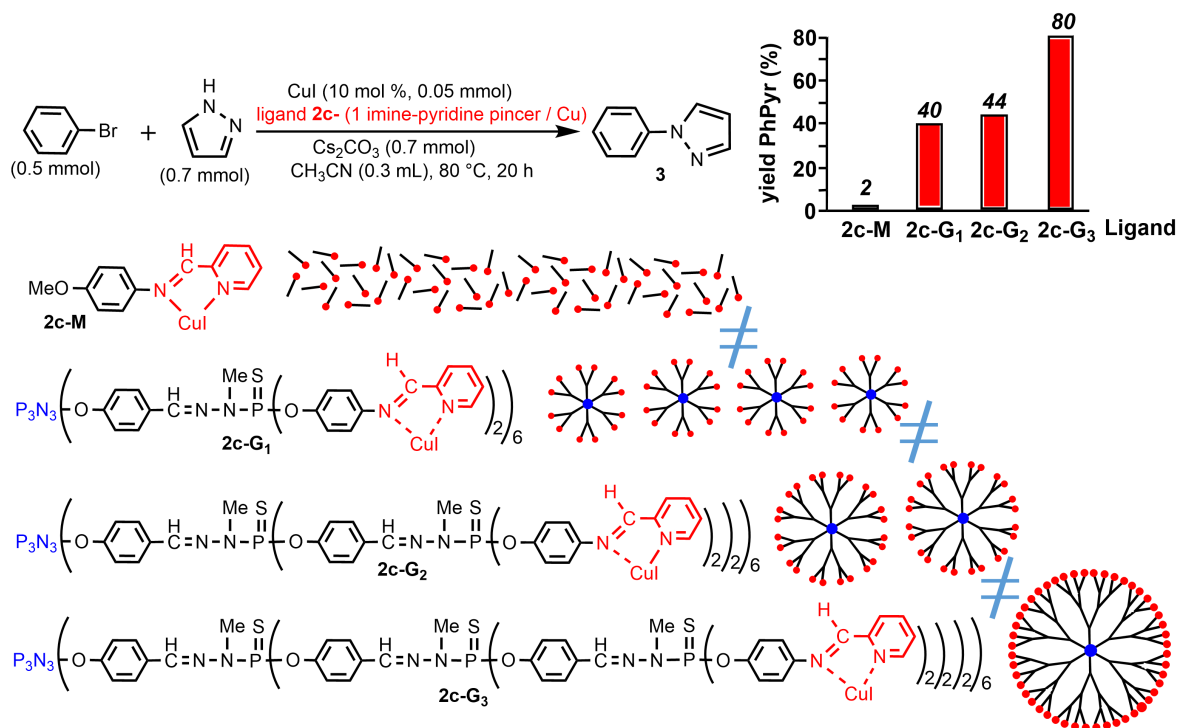 CuI (10 mol %, 0.05 mmol)
ligand 2c- (1 imine-pyridine pincer / Cu)
Cs₂CO₃ (0.7 mmol)
CH₃CN (0.3 mL), 80 °C, 20 h
Br
(0.5 mmol)
+
H
N
N
(0.7 mmol)
N
N
3
yield PhPyr (%)
80
60
40
20
0
2
40
44
80
2c-M 2c-G₁ 2c-G₂ 2c-G₃ Ligand
MeO
N
H
C
N
CuI
2c-M
P₃N₃ ( O C=N N P ( O N C N ) ) 2 6
H
Me
S
H
CuI
2c-G₁
P₃N₃ ( O C=N N P ( O C=N N P ( O N C N ) ) ) 2 2 6
H
Me
S
H
Me
S
H
CuI
2c-G₂
P₃N₃ ( O C=N N P ( O C=N N P ( O C=N N P ( O N C N ) ) ) ) 2 2 2 6
H
Me
S
H
Me
S
H
Me
S
H
CuI
2c-G₃